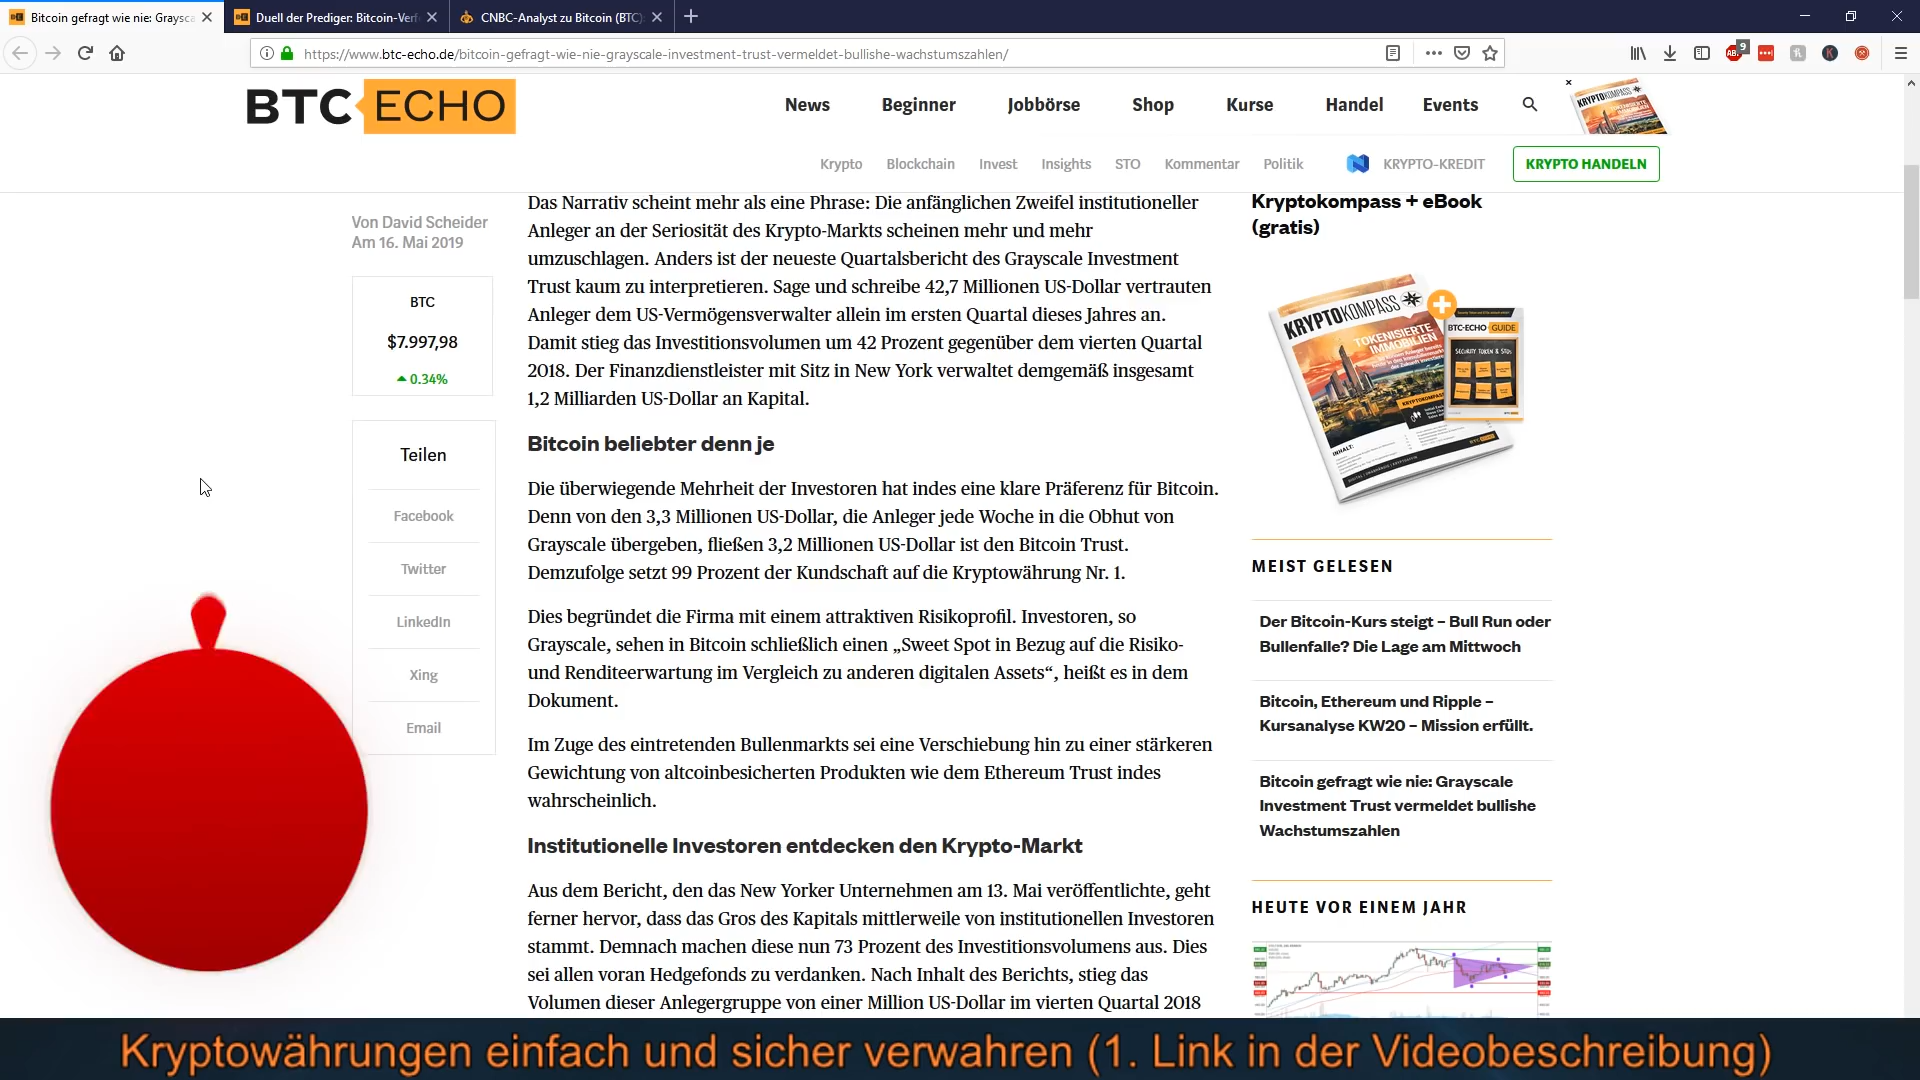 Bitcoin gefragt wie nie: Graysca
Duell der Prediger: Bitcoin-Verf
CNBC-Analyst zu Bitcoin (BTC):
https://www.btc-echo.de/bitcoin-gefragt-wie-nie-grayscale-investment-trust-vermeldet-bullishe-wachstumszahlen/
9
BTC ECHO
News Beginner Jobbörse Shop Kurse Handel Events
KRYPTOKOMPASS
Krypto Blockchain Invest Insights STO Kommentar Politik KRYPTO-KREDIT KRYPTO HANDELN
Von David Scheider
Am 16. Mai 2019
BTC
$7.997,98
0.34%
Teilen
Facebook
Twitter
LinkedIn
Xing
Email
Das Narrativ scheint mehr als eine Phrase: Die anfänglichen Zweifel institutioneller
Anleger an der Seriosität des Krypto-Markts scheinen mehr und mehr
umzuschlagen. Anders ist der neueste Quartalsbericht des Grayscale Investment
Trust kaum zu interpretieren. Sage und schreibe 42,7 Millionen US-Dollar vertrauten
Anleger dem US-Vermögensverwalter allein im ersten Quartal dieses Jahres an.
Damit stieg das Investitionsvolumen um 42 Prozent gegenüber dem vierten Quartal
2018. Der Finanzdienstleister mit Sitz in New York verwaltet demgemäß insgesamt
1,2 Milliarden US-Dollar an Kapital.
Bitcoin beliebter denn je
Die überwiegende Mehrheit der Investoren hat indes eine klare Präferenz für Bitcoin.
Denn von den 3,3 Millionen US-Dollar, die Anleger jede Woche in die Obhut von
Grayscale übergeben, fließen 3,2 Millionen US-Dollar ist den Bitcoin Trust.
Demzufolge setzt 99 Prozent der Kundschaft auf die Kryptowährung Nr. 1.
Dies begründet die Firma mit einem attraktiven Risikoprofil. Investoren, so
Grayscale, sehen in Bitcoin schließlich einen „Sweet Spot in Bezug auf die Risiko-
und Renditeerwartung im Vergleich zu anderen digitalen Assets“, heißt es in dem
Dokument.
Im Zuge des eintretenden Bullenmarkts sei eine Verschiebung hin zu einer stärkeren
Gewichtung von altcoinbesicherten Produkten wie dem Ethereum Trust indes
wahrscheinlich.
Institutionelle Investoren entdecken den Krypto-Markt
Aus dem Bericht, den das New Yorker Unternehmen am 13. Mai veröffentlichte, geht
ferner hervor, dass das Gros des Kapitals mittlerweile von institutionellen Investoren
stammt. Demnach machen diese nun 73 Prozent des Investitionsvolumens aus. Dies
sei allen voran Hedgefonds zu verdanken. Nach Inhalt des Berichts, stieg das
Volumen dieser Anlegergruppe von einer Million US-Dollar im vierten Quartal 2018
Kryptokompass + eBook
(gratis)
KRYPTOKOMPASS
TOKENISIERTE
IMMOBILIEN
BTC-ECHO GUIDE
SECURITY TOKEN & STOS
INHALT:
MEIST GELESEN
Der Bitcoin-Kurs steigt – Bull Run oder
Bullenfalle? Die Lage am Mittwoch
Bitcoin, Ethereum und Ripple –
Kursanalyse KW20 – Mission erfüllt.
Bitcoin gefragt wie nie: Grayscale
Investment Trust vermeldet bullishe
Wachstumszahlen
HEUTE VOR EINEM JAHR
Kryptowährungen einfach und sicher verwahren (1. Link in der Videobeschreibung)